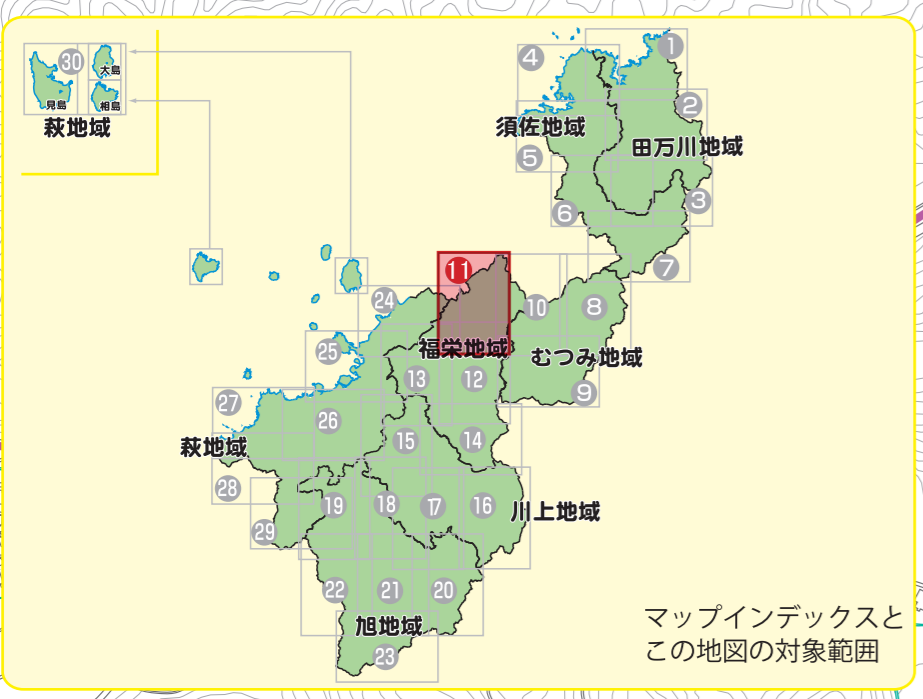 30
大島
見島
相島
萩地域
1
4
2
須佐地域
田万川地域
5
3
6
7
11
24
10
8
福栄地域
むつみ地域
25
13
12
9
27
26
萩地域
15
14
28
19
18
17
16
川上地域
29
22
21
20
旭地域
23
マップインデックスと
この地図の対象範囲